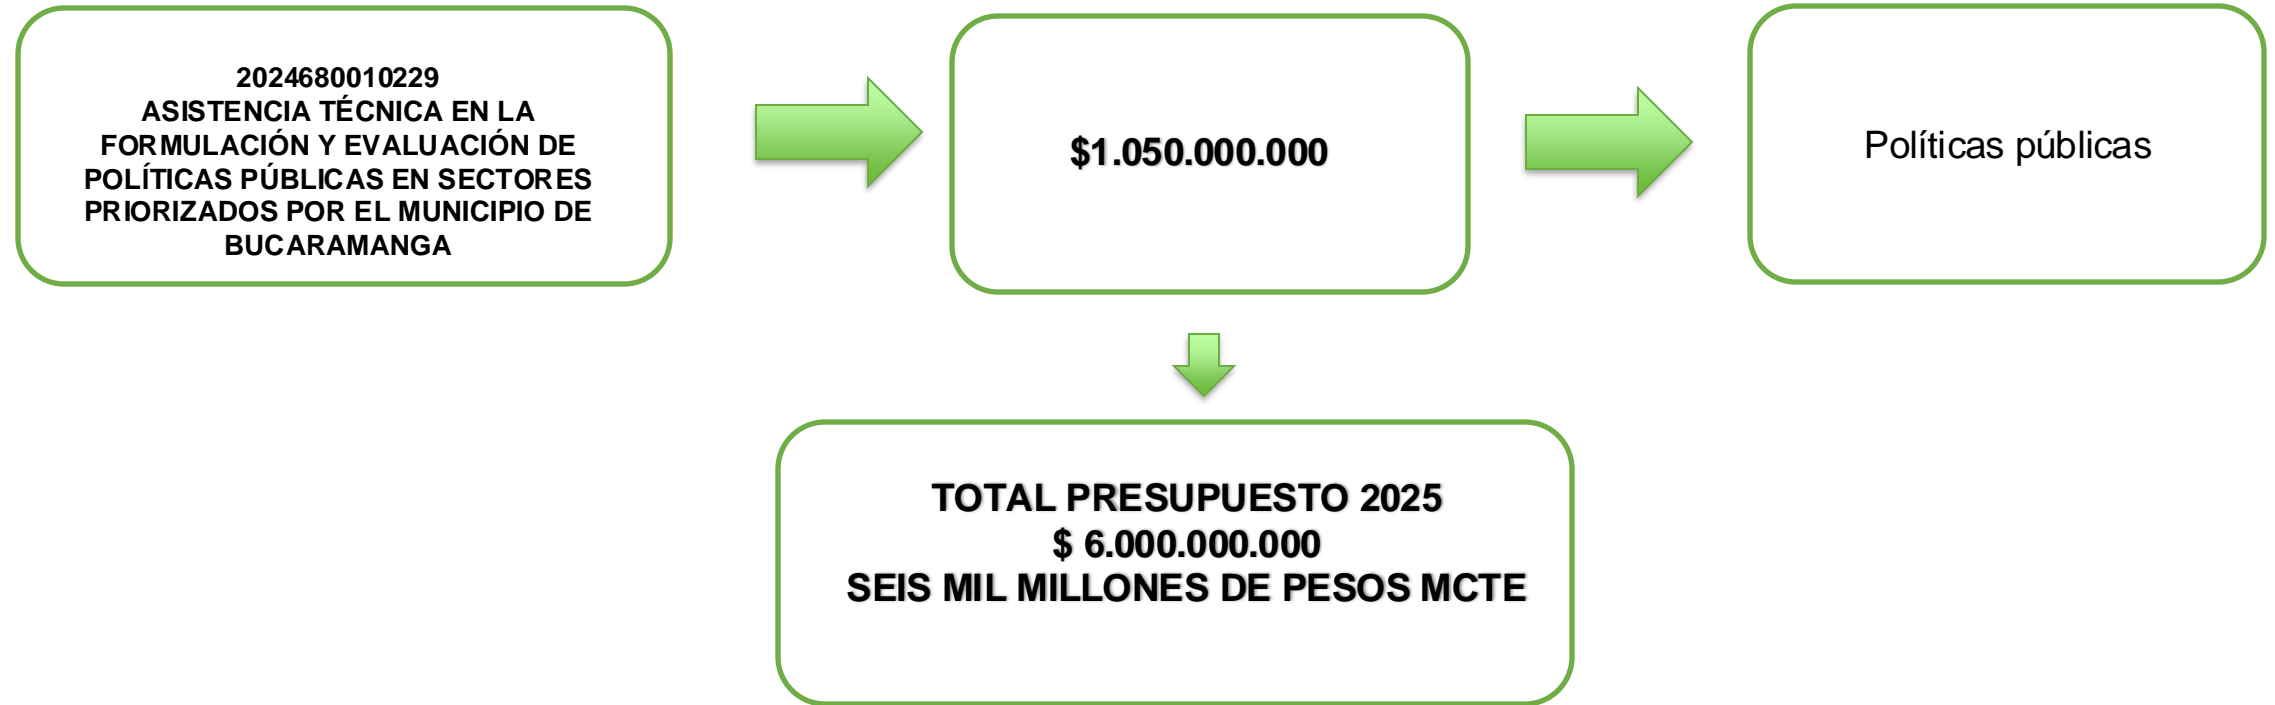 2024680010229
ASISTENCIA TÉCNICA EN LA
FORMULACIÓN Y EVALUACIÓN DE
POLÍTICAS PÚBLICAS EN SECTORES
PRIORIZADOS POR EL MUNICIPIO DE
BUCARAMANGA
$1.050.000.000
Políticas públicas
TOTAL PRESUPUESTO 2025
$ 6.000.000.000
SEIS MIL MILLONES DE PESOS MCTE